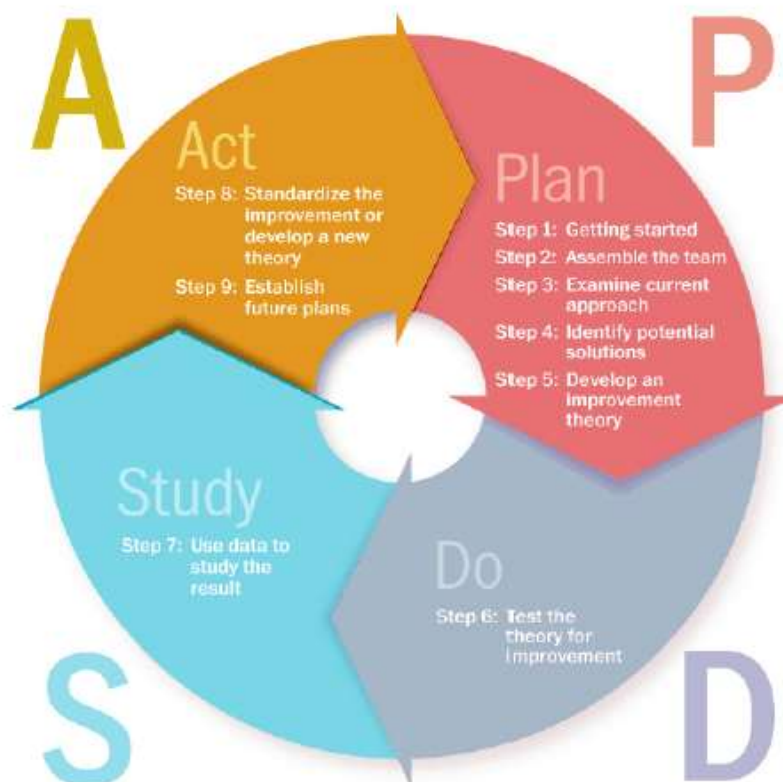 A
P
Act
Step 8: Standardize the
improvement or
develop a new
theory
Step 9: Establish
future plans
Plan
Step 1: Getting started
Step 2: Assemble the team
Step 3: Examine current
approach
Step 4: Identify potential
solutions
Step 5: Develop an
improvement
theory
Study
Step 7: Use data to
study the
result
Do
Step 6: Test the
theory for
improvement
S
D